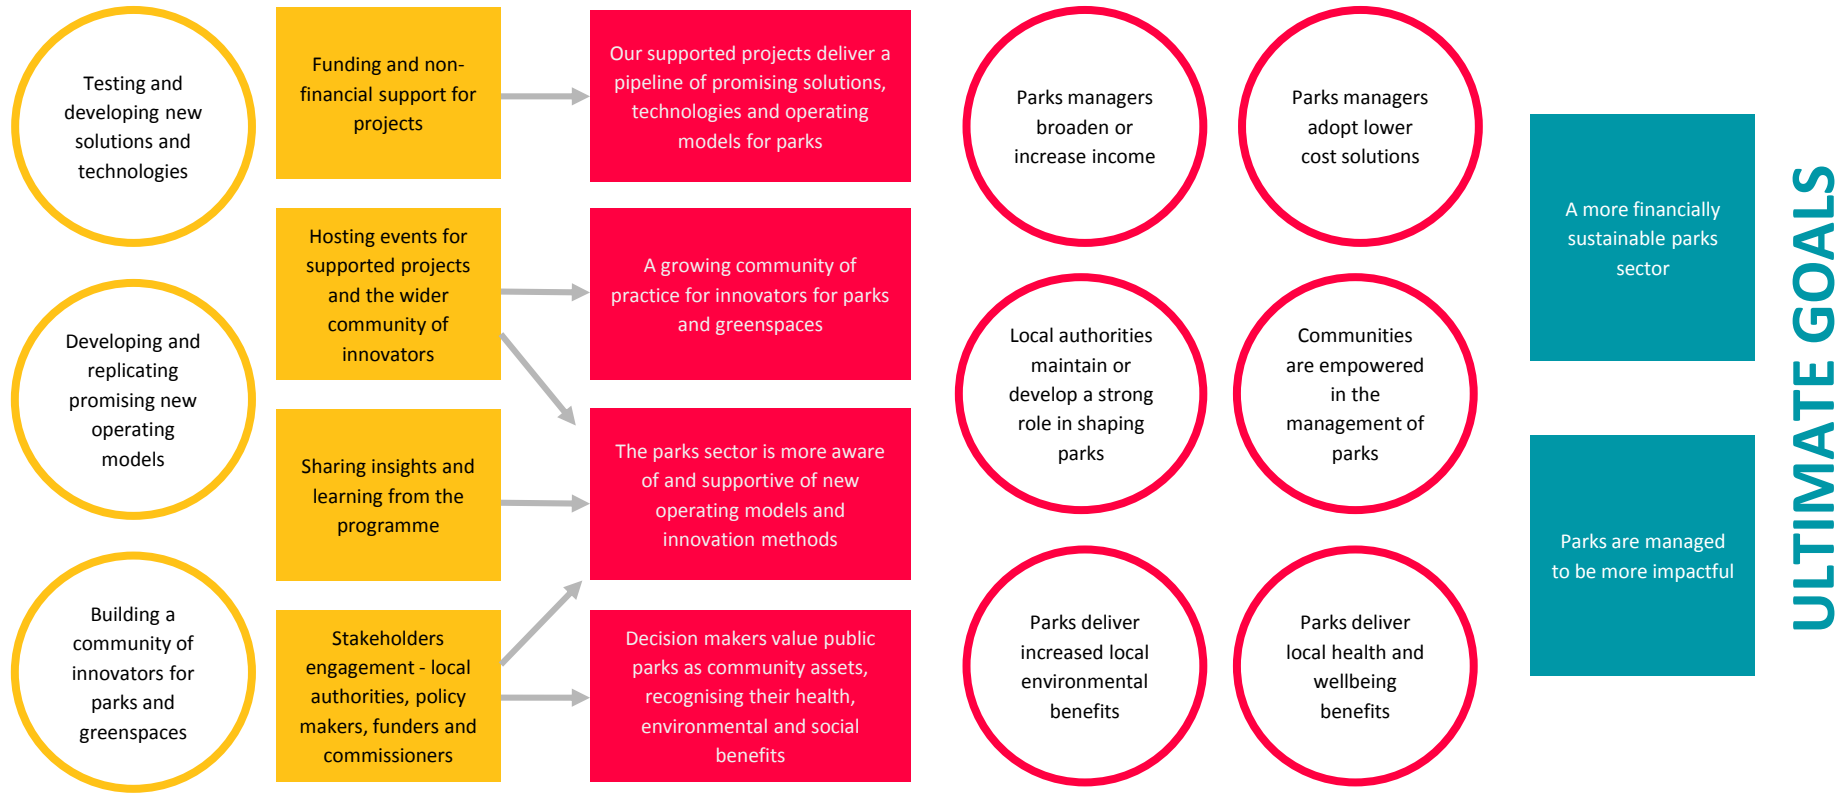 Testing and
developing new
solutions and
technologies
Developing and
replicating
promising new
operating
models
Building a
community of
innovators for
parks and
greenspaces
Funding and non-
financial support for
projects
Hosting events for
supported projects
and the wider
community of
innovators
Sharing insights and
learning from the
programme
Stakeholders
engagement - local
authorities, policy
makers, funders and
commissioners
Our supported projects deliver a
pipeline of promising solutions,
technologies and operating
models for parks
A growing community of
practice for innovators for parks
and greenspaces
The parks sector is more aware
of and supportive of new
operating models and
innovation methods
Decision makers value public
parks as community assets,
recognising their health,
environmental and social
benefits
Parks managers
broaden or
increase income
Parks managers
adopt lower
cost solutions
Local authorities
maintain or
develop a strong
role in shaping
parks
Communities
are empowered
in the
management of
parks
Parks deliver
increased local
environmental
benefits
Parks deliver
local health and
wellbeing
benefits
A more financially
sustainable parks
sector
Parks are managed
to be more impactful
ULTIMATE GOALS